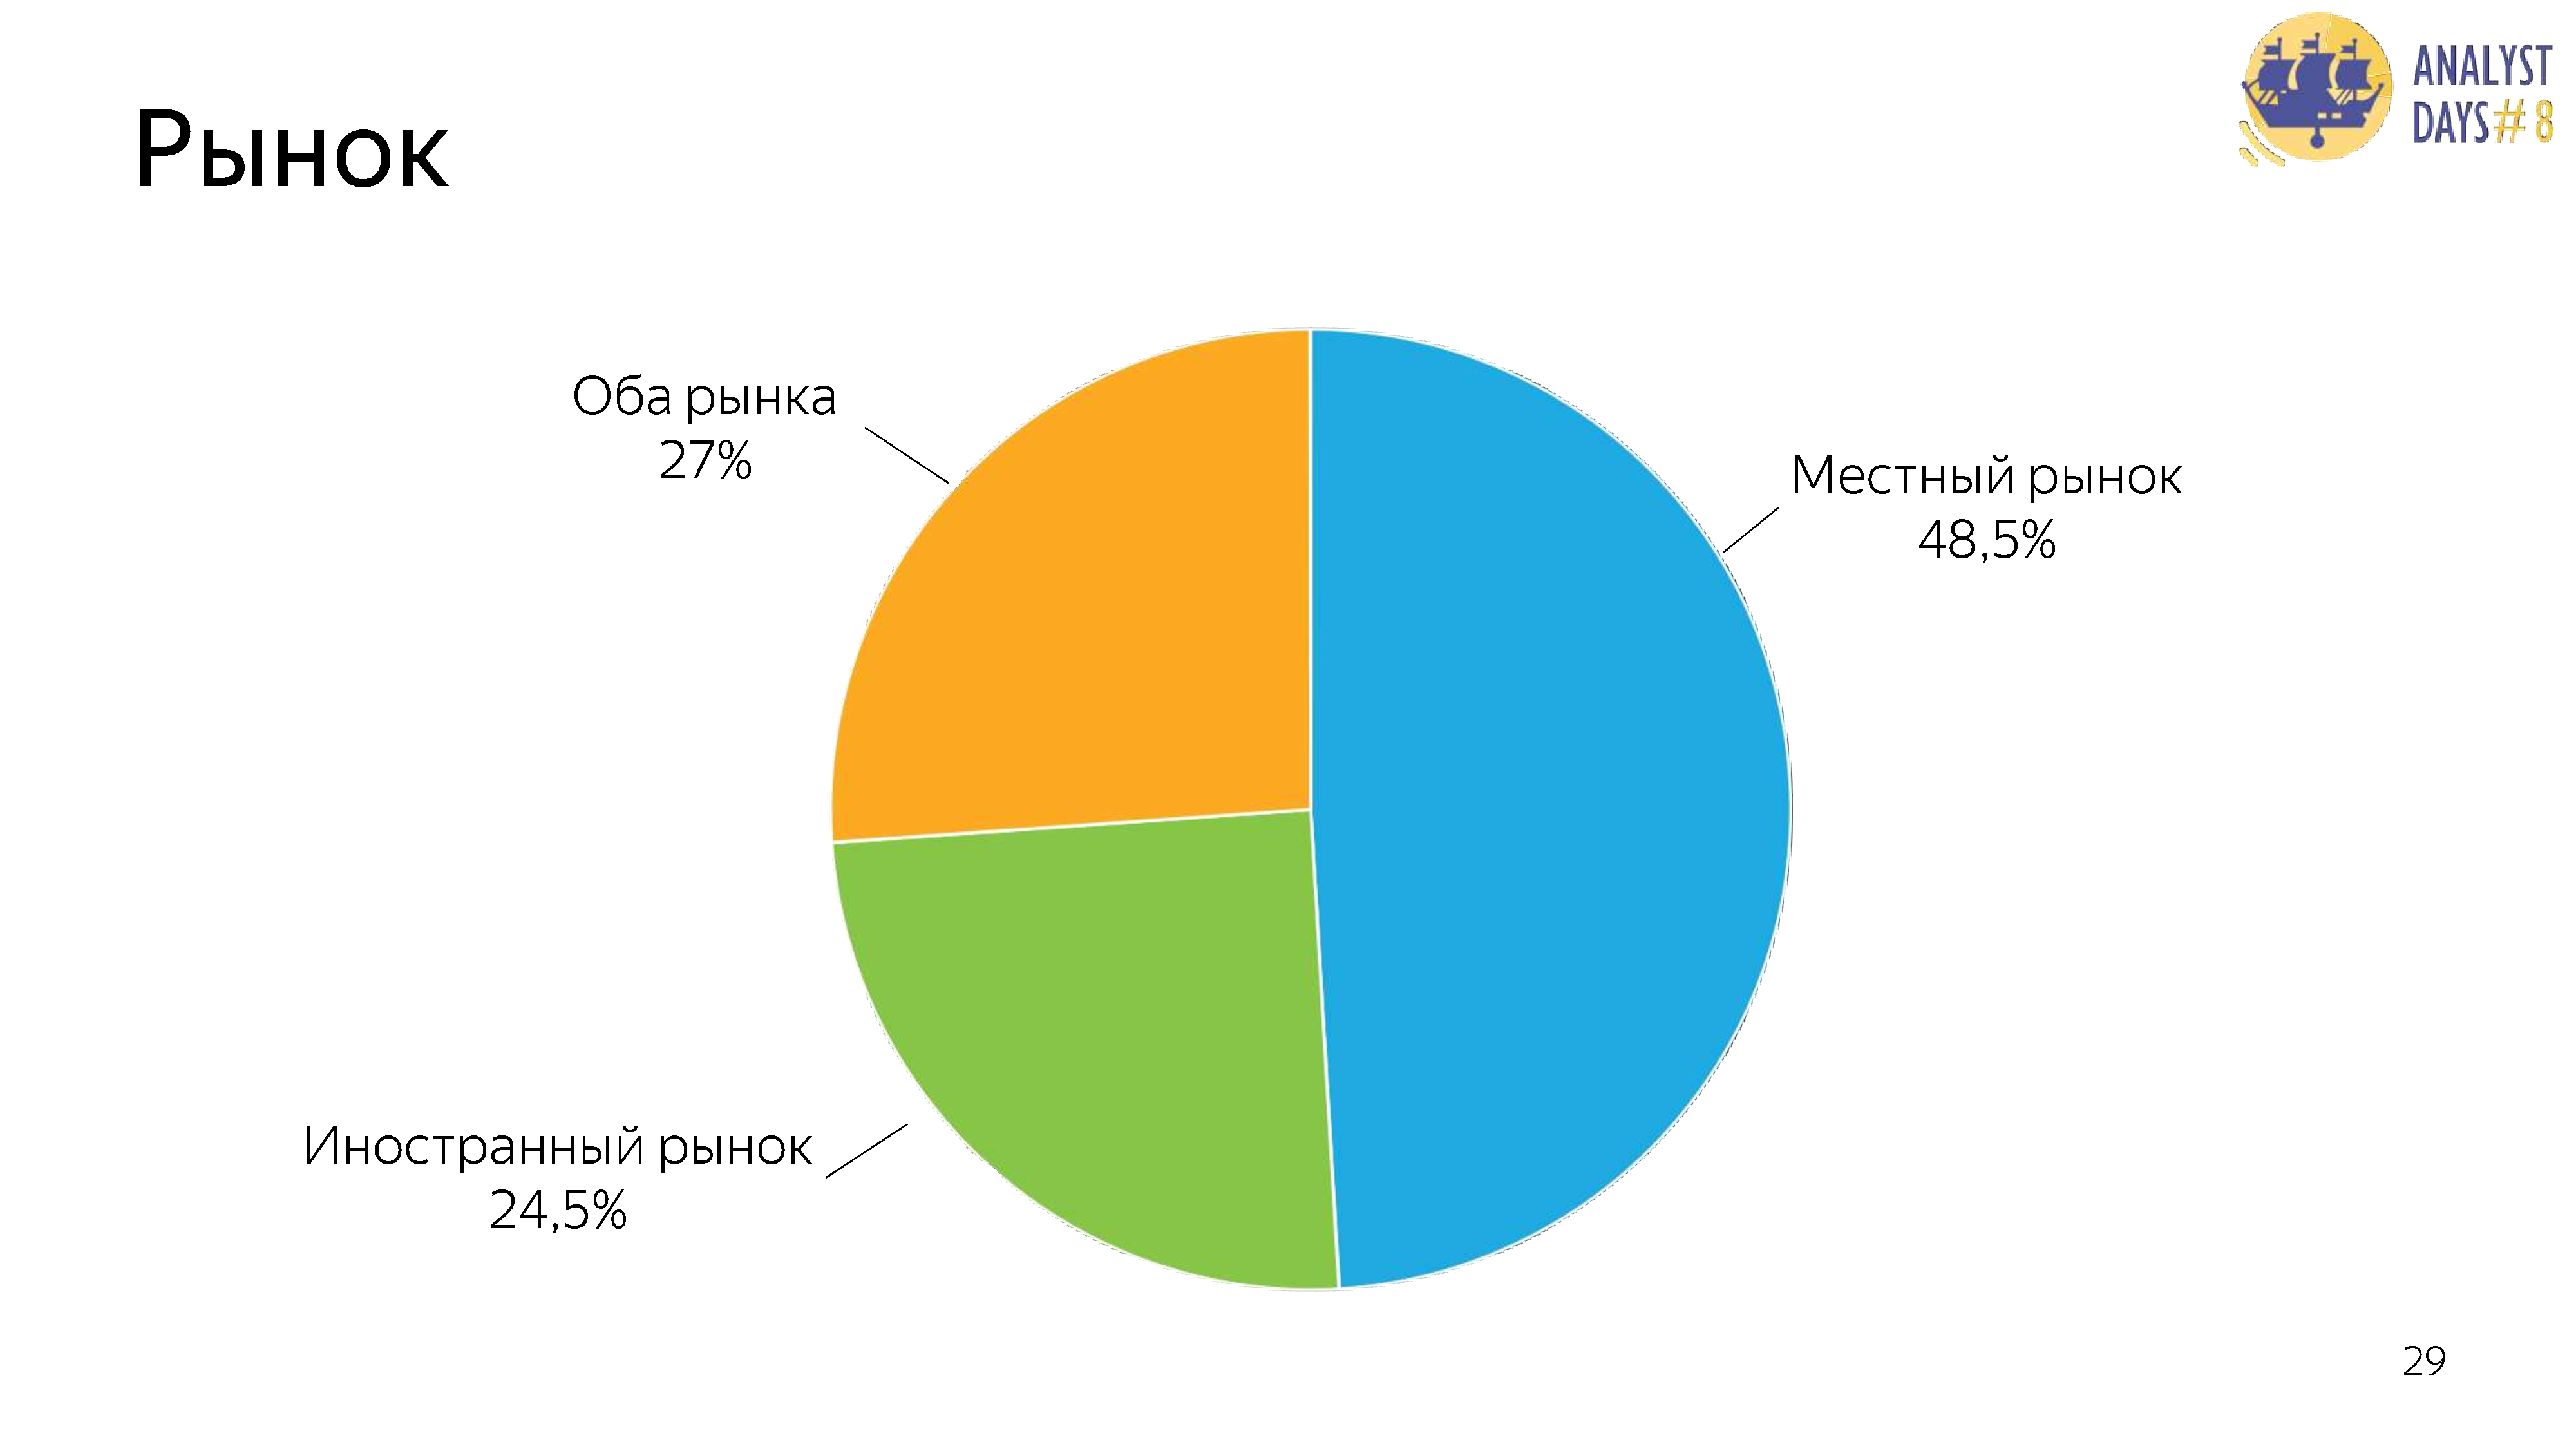 Рынок
ANALYST
DAYS#8
Оба рынка
27%
Местный рынок
48,5%
Иностранный рынок
24,5%
29